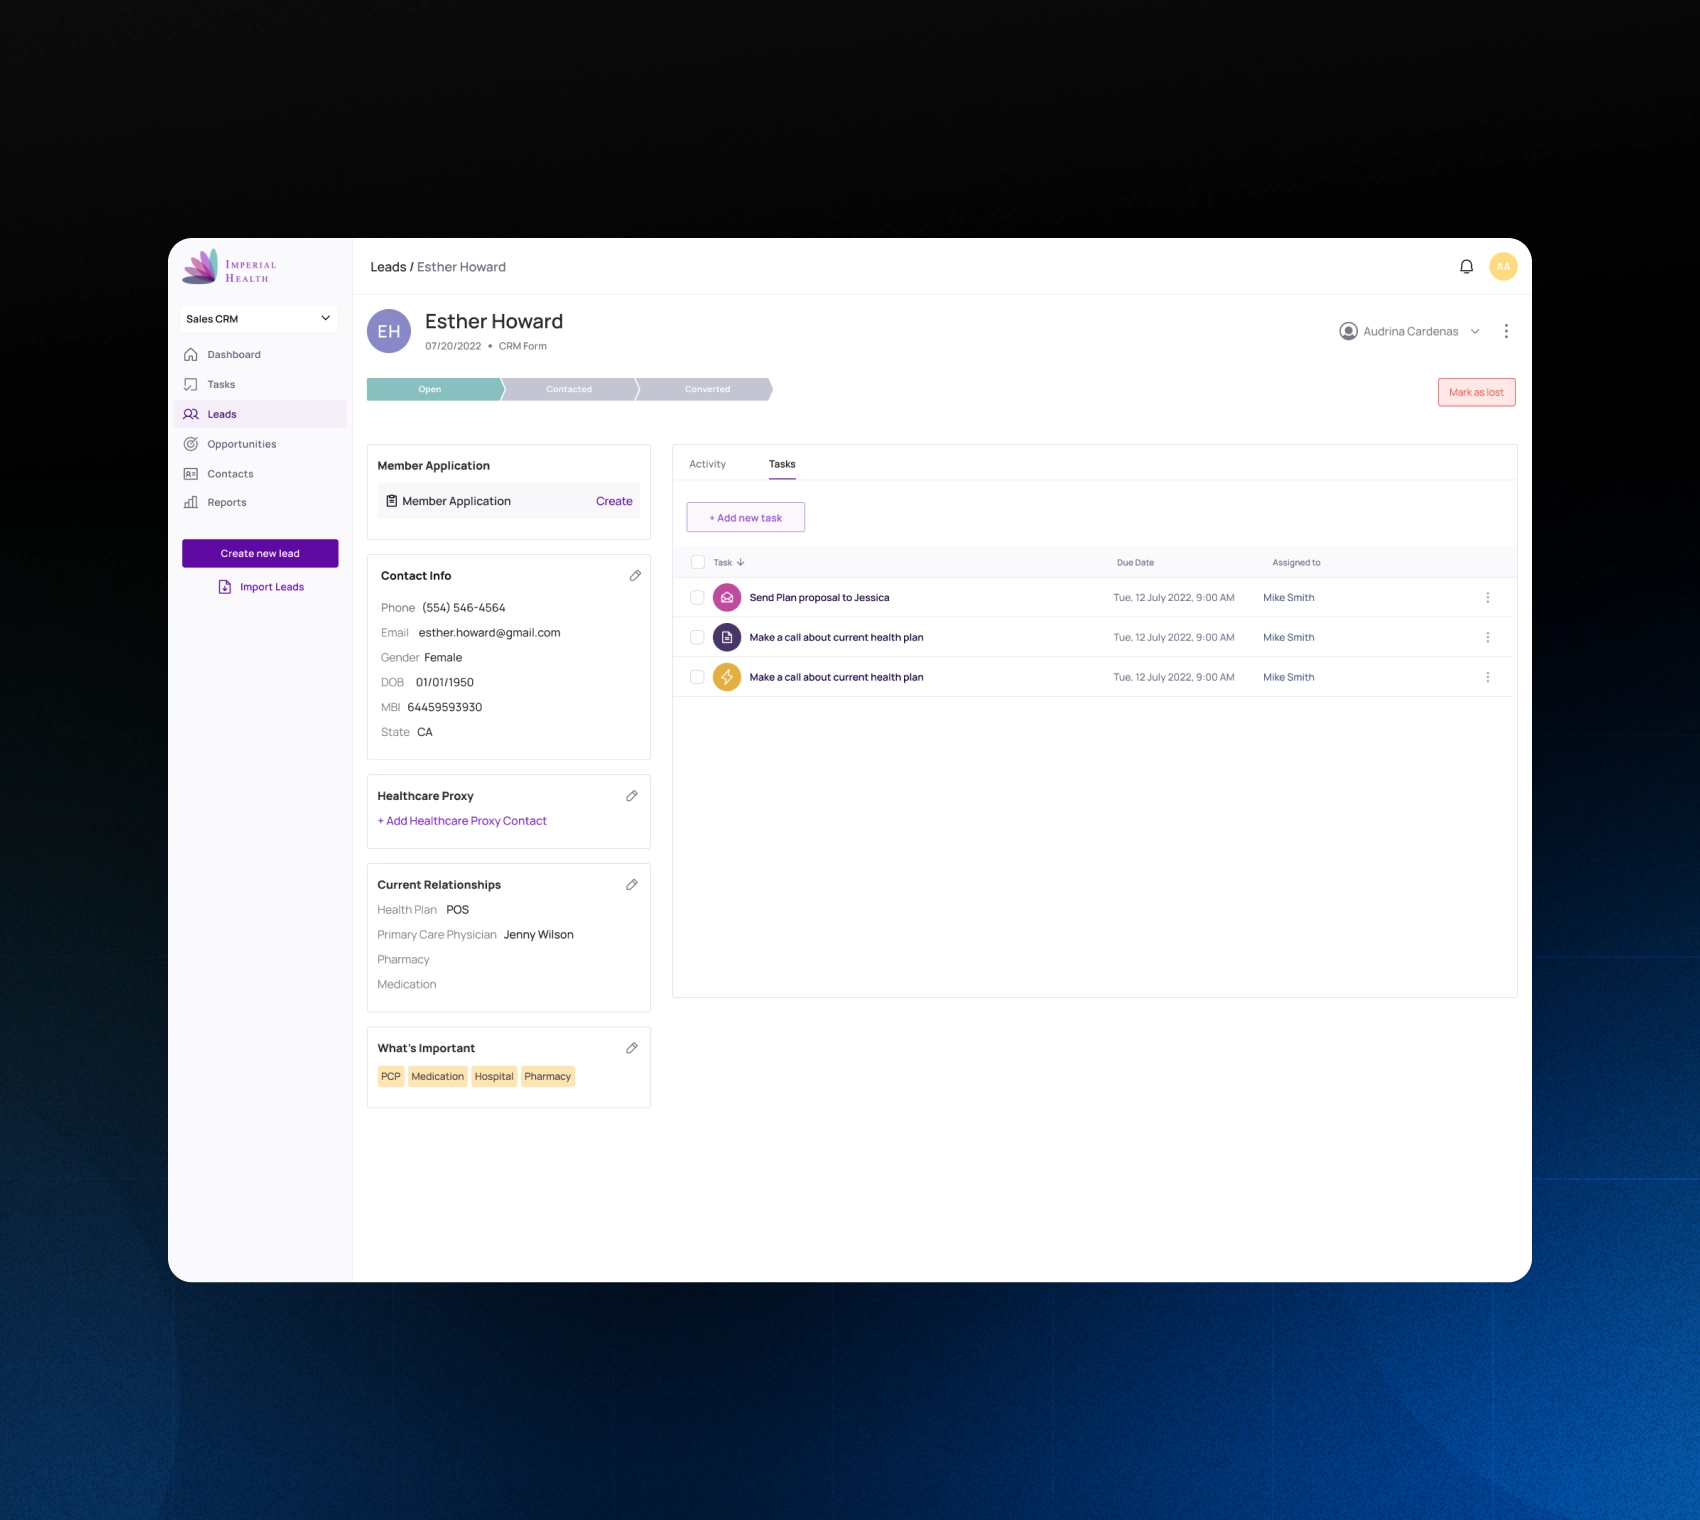 IMPERIAL
HEALTH
Leads / Esther Howard
AA
Sales CRM
Dashboard
Tasks
Leads
Opportunities
Contacts
Reports
Create new lead
Import Leads
EH
Esther Howard
07/20/2022 • CRM Form
Audrina Cardenas
Open
Contacted
Converted
Mark as lost
Member Application
Member Application Create
Contact Info
Phone (554) 546-4564
Email esther.howard@gmail.com
Gender Female
DOB 01/01/1950
MBI 64459593930
State CA
Healthcare Proxy
+ Add Healthcare Proxy Contact
Current Relationships
Health Plan POS
Primary Care Physician Jenny Wilson
Pharmacy
Medication
What's Important
PCP Medication Hospital Pharmacy
Activity Tasks
+ Add new task
Task Due Date Assigned to
Send Plan proposal to Jessica Tue, 12 July 2022, 9:00 AM Mike Smith
Make a call about current health plan Tue, 12 July 2022, 9:00 AM Mike Smith
Make a call about current health plan Tue, 12 July 2022, 9:00 AM Mike Smith